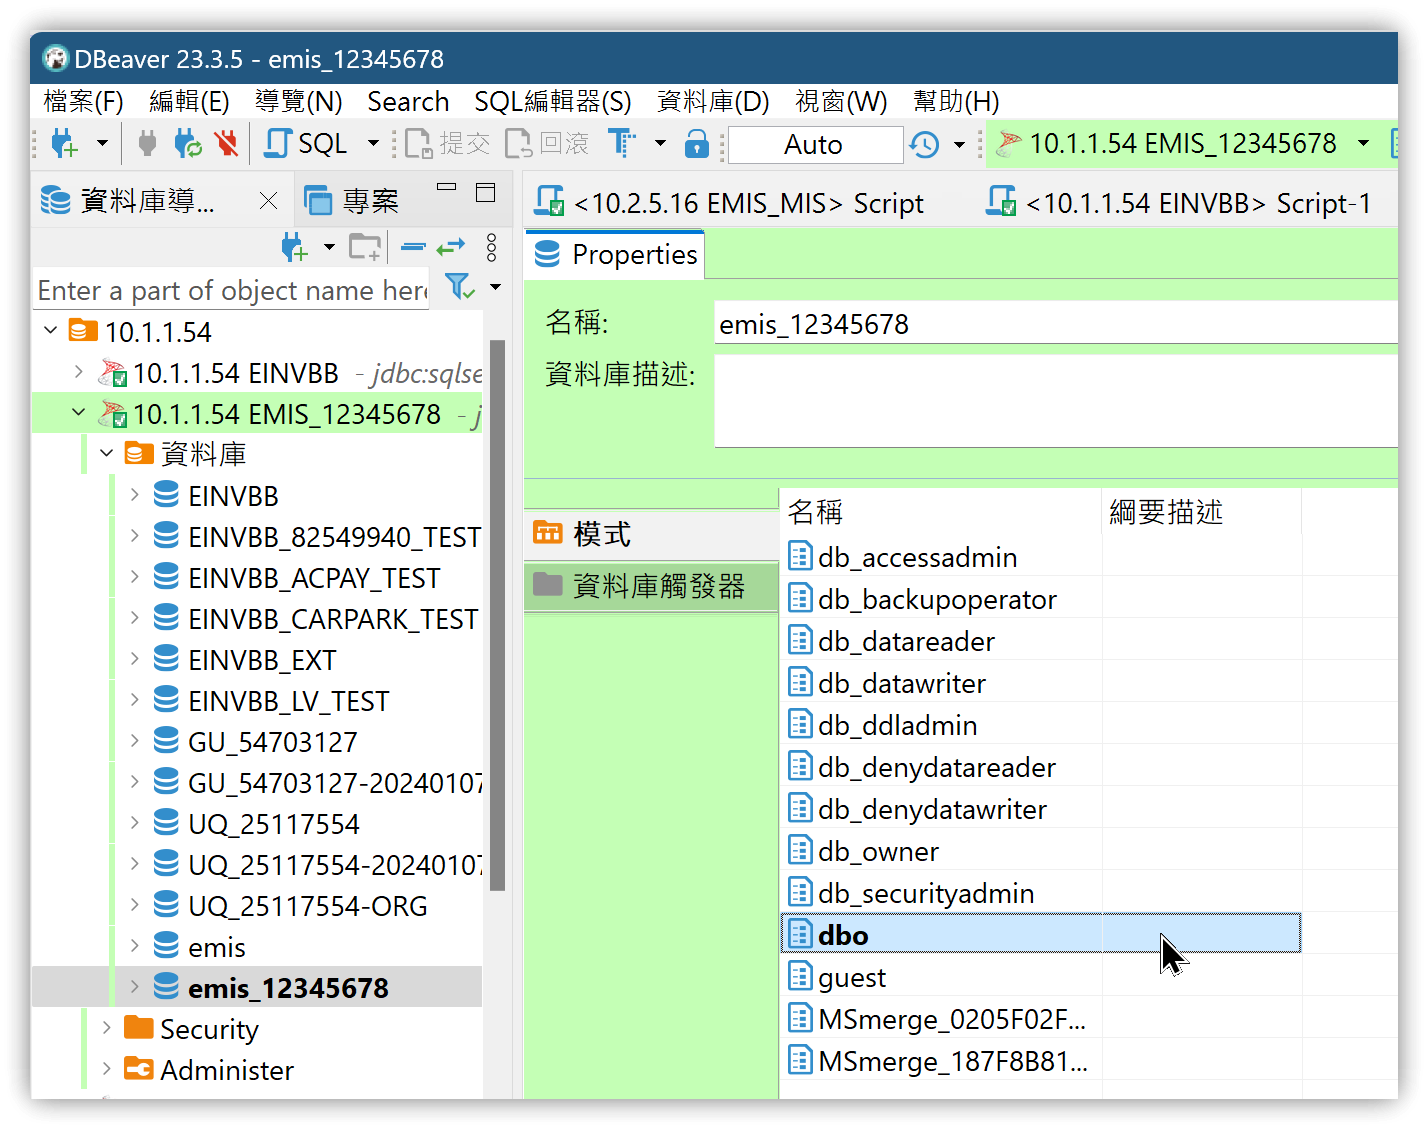 DBeaver 23.3.5 - emis_12345678
檔案(F) 編輯(E) 導覽(N) Search SQL編輯器(S) 資料庫(D) 視窗(W) 幫助(H)
SQL 提交 回滾 Auto 10.1.1.54 EMIS_12345678
資料庫導... 專案
<10.2.5.16 EMIS_MIS> Script <10.1.1.54 EINVBB> Script-1
Enter a part of object name here
10.1.1.54
10.1.1.54 EINVBB - jdbc:sqlse
10.1.1.54 EMIS_12345678 - j
資料庫
EINVBB
EINVBB_82549940_TEST
EINVBB_ACPAY_TEST
EINVBB_CARPARK_TEST
EINVBB_EXT
EINVBB_LV_TEST
GU_54703127
GU_54703127-20240107
UQ_25117554
UQ_25117554-20240107
UQ_25117554-ORG
emis
emis_12345678
Security
Administer
Properties
名稱: emis_12345678
資料庫描述:
模式
資料庫觸發器
名稱 綱要描述
db_accessadmin
db_backupoperator
db_datareader
db_datawriter
db_ddladmin
db_denydatareader
db_denydatawriter
db_owner
db_securityadmin
dbo
guest
MSmerge_0205F02F...
MSmerge_187F8B81...